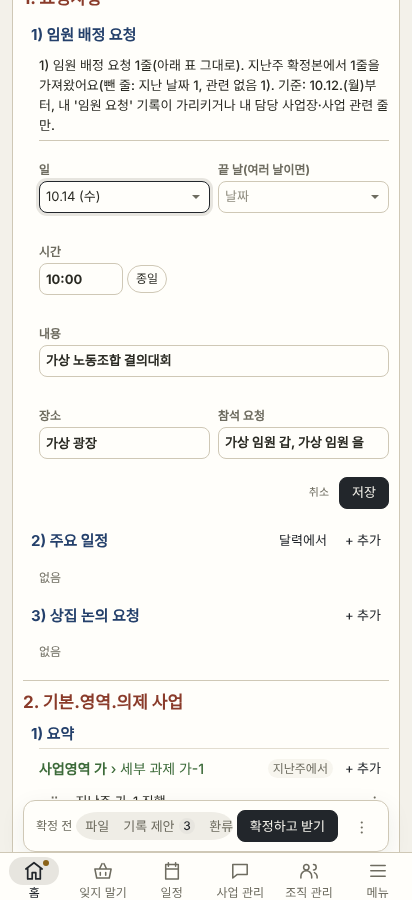 1) 임원 배정 요청
1) 임원 배정 요청 1줄(아래 표 그대로). 지난주 확정본에서 1줄을
가져왔어요(뺀 줄: 지난 날짜 1, 관련 없음 1). 기준: 10.12.(월)부
터, 내 '임원 요청' 기록이 가리키거나 내 담당 사업장·사업 관련 줄
만.
일
끝 날(여러 날이면)
10.14 (수)
날짜
시간
10:00
종일
내용
가상 노동조합 결의대회
장소
참석 요청
가상 광장
가상 임원 갑, 가상 임원 을
취소
저장
2) 주요 일정
달력에서
+ 추가
없음
3) 상집 논의 요청
+ 추가
없음
2. 기본.영역.의제 사업
1) 요약
사업영역 가 › 세부 과제 가-1
지난주에서
+ 추가
확정 전
파일
기록 제안 3
환류
확정하고 받기
홈
잊지 말기
일정
사업 관리
조직 관리
메뉴